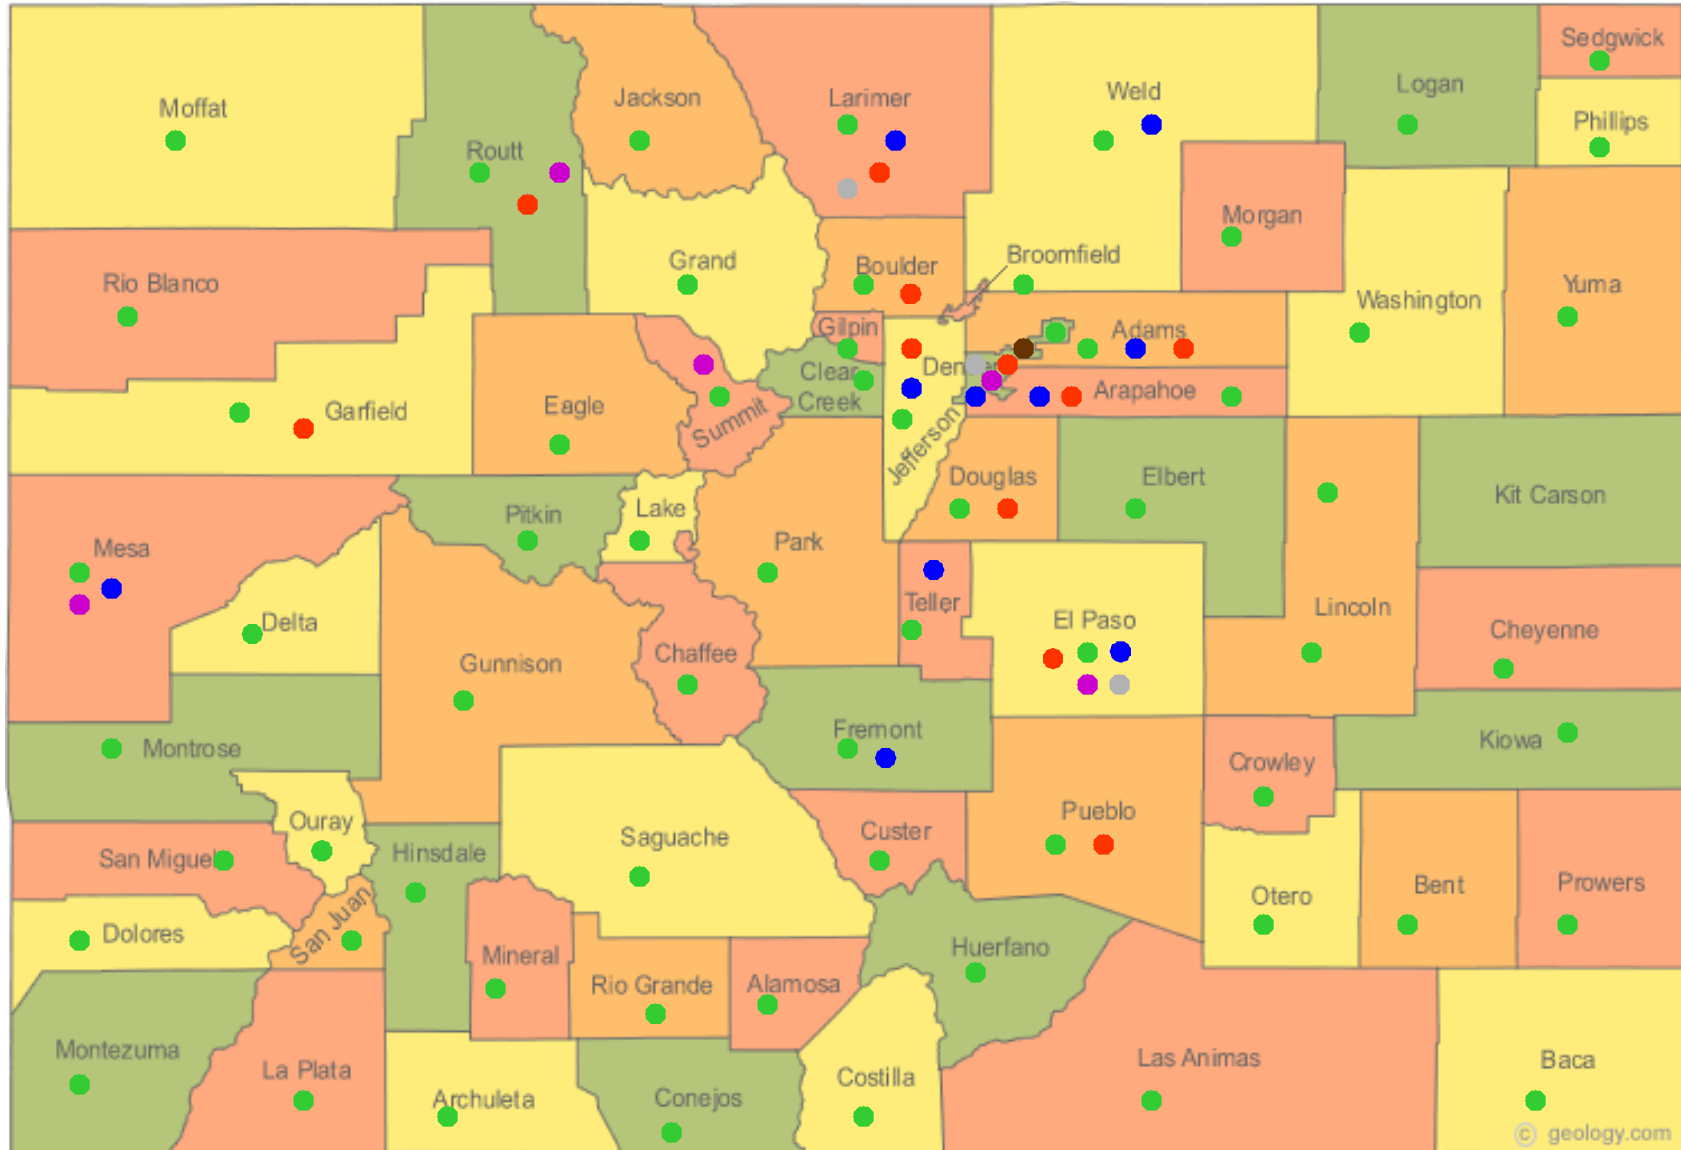 Sedgwick
Moffat
Jackson
Larimer
Weld
Logan
Phillips
Routt
Morgan
Grand
Boulder
Broomfield
Rio Blanco
Yuma
Washington
Gilpin
Adams
Clear
Creek
Denver
Arapahoe
Garfield
Eagle
Summit
Jefferson
Douglas
Elbert
Kit Carson
Pitkin
Lake
Park
Mesa
Teller
Lincoln
Delta
El Paso
Cheyenne
Gunnison
Chaffee
Fremont
Montrose
Kiowa
Crowley
Ouray
Pueblo
Saguache
Custer
San Miguel
Hinsdale
Otero
Bent
Prowers
San Juan
Dolores
Huerfano
Mineral
Rio Grande
Alamosa
Montezuma
La Plata
Archuleta
Conejos
Costilla
Las Animas
Baca
© geology.com